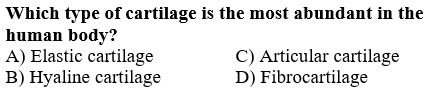 Which type of cartilage is the most abundant in the
human body?
A) Elastic cartilage C) Articular cartilage
B) Hyaline cartilage D) Fibrocartilage